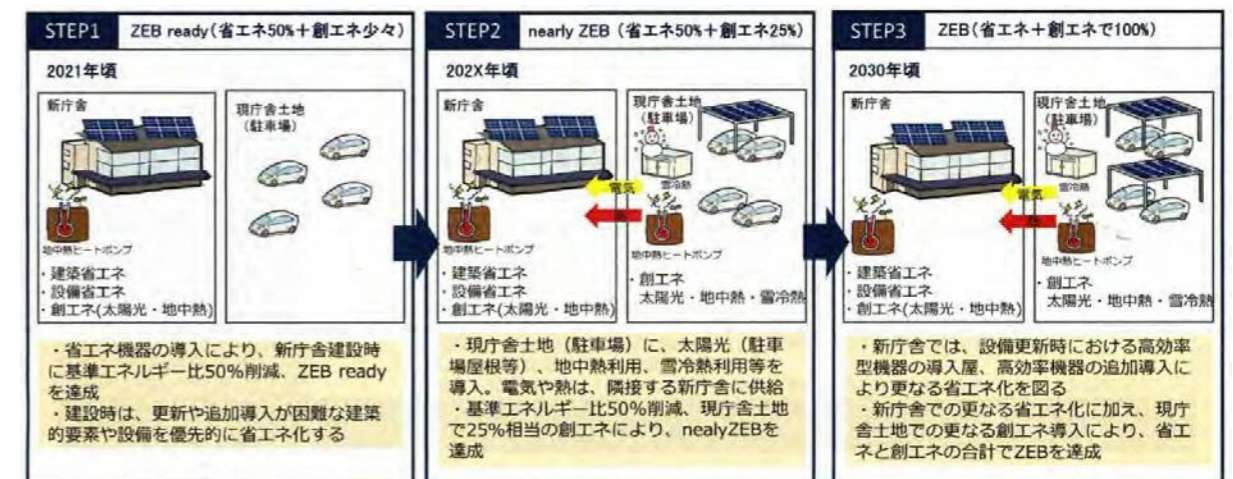 STEP1 ZEB ready(省エネ50%+創エネ少々)
2021年頃
新庁舎
現庁舎土地
(駐車場)
地中熱ヒートポンプ
・建築省エネ
・設備省エネ
・創エネ(太陽光・地中熱)
・省エネ機器の導入により、新庁舎建設時
に基準エネルギー比50%削減、ZEB ready
を達成
・建設時は、更新や追加導入が困難な建築
的要素や設備を優先的に省エネ化する
STEP2 nearly ZEB (省エネ50%+創エネ25%)
202X年頃
新庁舎
現庁舎土地
(駐車場)
雪冷熱
電気
熱
地中熱ヒートポンプ
地中熱ヒートポンプ
・建築省エネ
・設備省エネ
・創エネ(太陽光・地中熱)
・創エネ
太陽光・地中熱・雪冷熱
・現庁舎土地(駐車場)に、太陽光(駐車
場屋根等)、地中熱利用、雪冷熱利用等を
導入。電気や熱は、隣接する新庁舎に供給
・基準エネルギー比50%削減、現庁舎土地
で25%相当の創エネにより、nealyZEBを
達成
STEP3 ZEB(省エネ+創エネで100%)
2030年頃
新庁舎
現庁舎土地
(駐車場)
雪冷熱
電気
熱
地中熱ヒートポンプ
地中熱ヒートポンプ
・建築省エネ
・設備省エネ
・創エネ(太陽光・地中熱)
・創エネ
太陽光・地中熱・雪冷熱
・新庁舎では、設備更新時における高効率
型機器の導入屋、高効率機器の追加導入に
より更なる省エネ化を図る
・新庁舎での更なる省エネ化に加え、現庁
舎土地での更なる創エネ導入により、省エ
ネと創エネの合計でZEBを達成